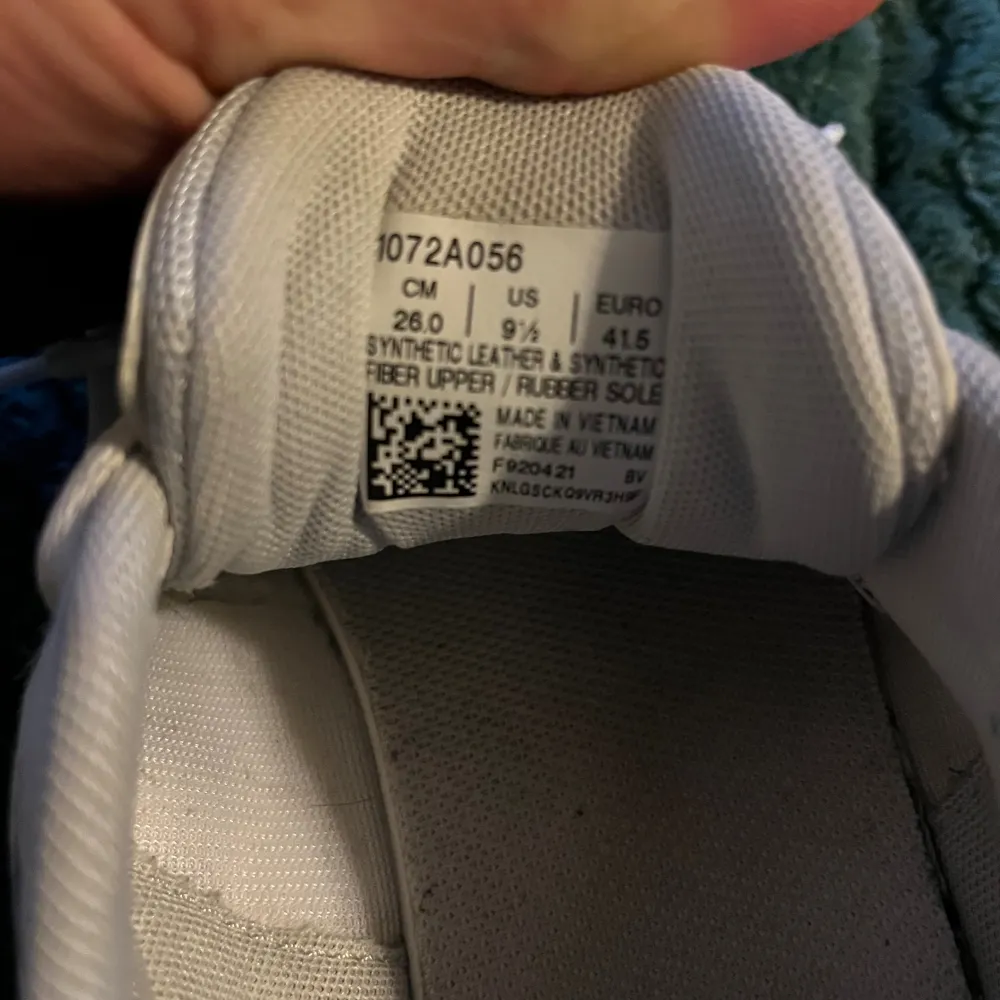 1072A056
CM | US | EURO
26.0 | 9½ | 41.5
SYNTHETIC LEATHER & SYNTHETIC
FIBER UPPER / RUBBER SOLE
MADE IN VIETNAM
FABRIQUE AU VIETNAM
F920421 BV